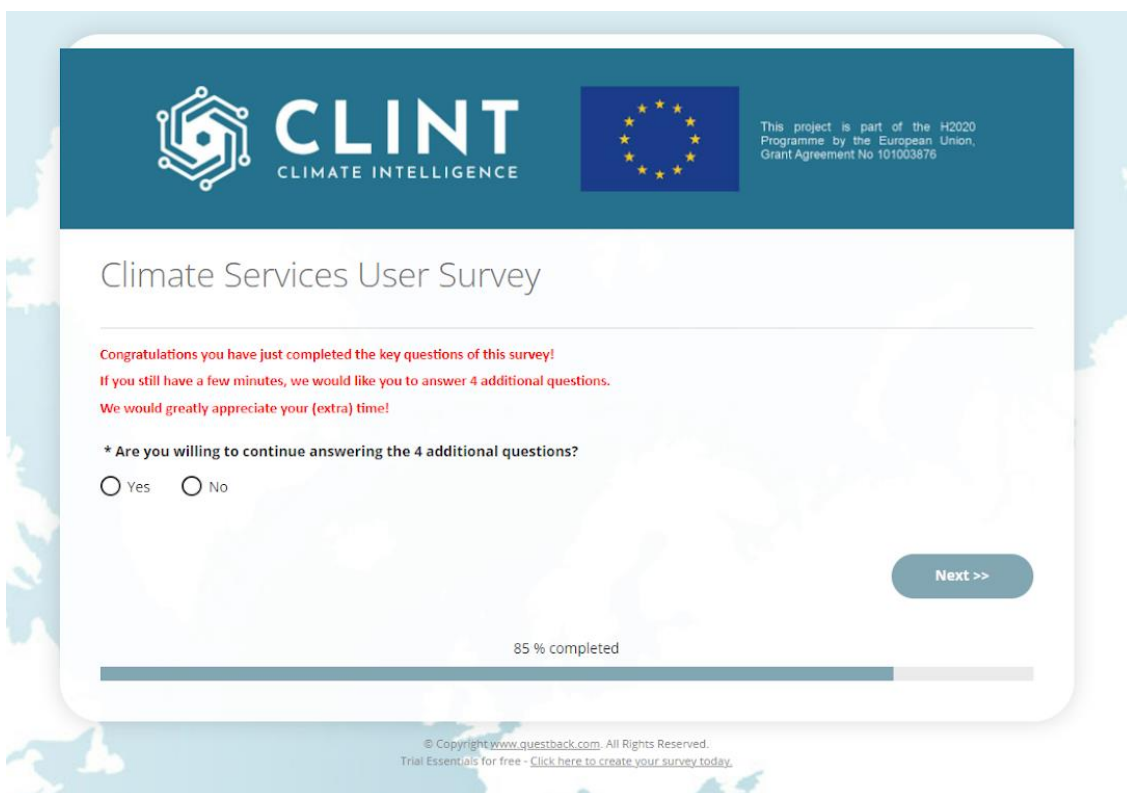 CLINT
CLIMATE INTELLIGENCE
This project is part of the H2020
Programme by the European Union,
Grant Agreement No 101003876
Climate Services User Survey
Congratulations you have just completed the key questions of this survey!
If you still have a few minutes, we would like you to answer 4 additional questions.
We would greatly appreciate your (extra) time!
* Are you willing to continue answering the 4 additional questions?
Yes No
Next >>
85 % completed
© Copyright www.questback.com. All Rights Reserved.
Trial Essentials for free - Click here to create your survey today.